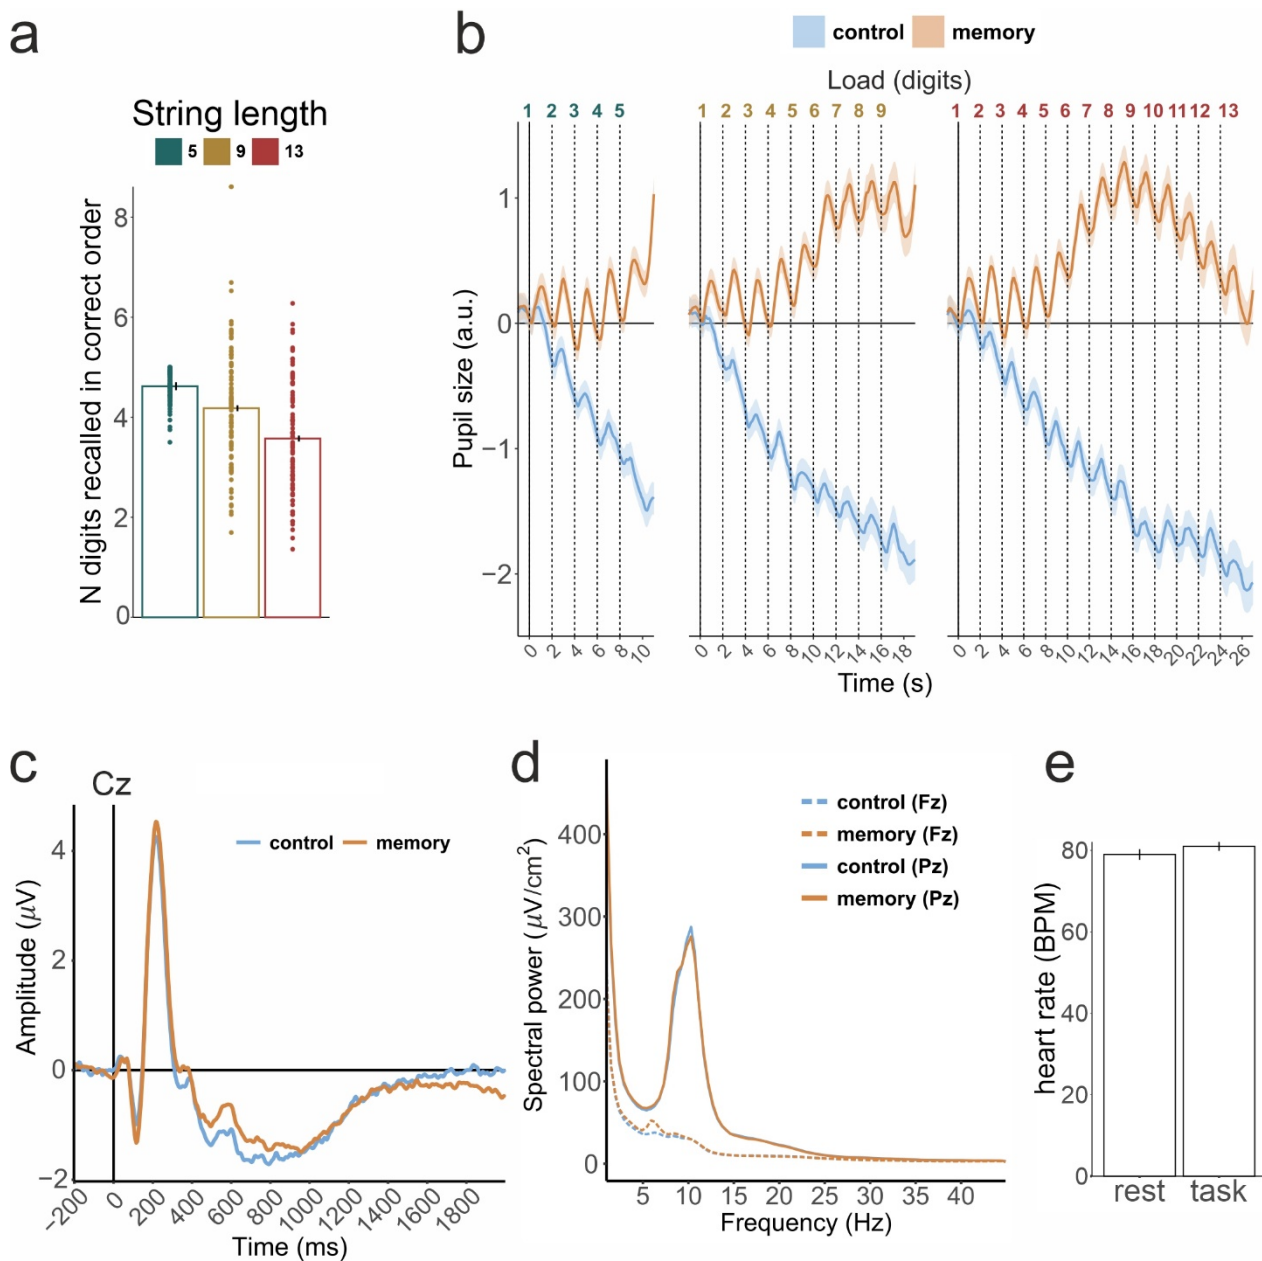 a
String length
5 9 13
N digits recalled in correct order
8
6
4
2
0
b
control memory
Load (digits)
1 2 3 4 5
1 2 3 4 5 6 7 8 9
1 2 3 4 5 6 7 8 9 10 11 12 13
Pupil size (a.u.)
1
0
−1
−2
0 2 4 6 8 10
0 2 4 6 8 10 12 14 16 18
0 2 4 6 8 10 12 14 16 18 20 22 24 26
Time (s)
c
Cz
control memory
Amplitude (μV)
4
2
0
−2
−200 0 200 400 600 800 1000 1200 1400 1600 1800
Time (ms)
d
control (Fz)
memory (Fz)
control (Pz)
memory (Pz)
Spectral power (μV/cm²)
400
300
200
100
0
5 10 15 20 25 30 35 40
Frequency (Hz)
e
heart rate (BPM)
80
60
40
20
0
rest task